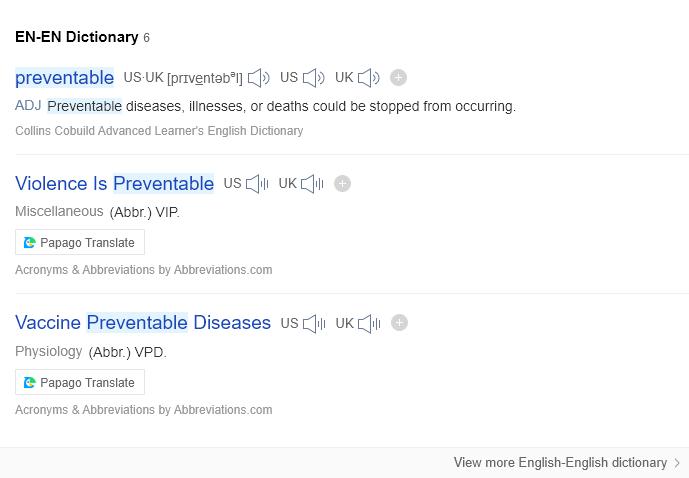 EN-EN Dictionary 6
preventable US·UK [prɪventəbᵊl] US UK
ADJ Preventable diseases, illnesses, or deaths could be stopped from occurring.
Collins Cobuild Advanced Learner's English Dictionary
Violence Is Preventable US UK
Miscellaneous (Abbr.) VIP.
Papago Translate
Acronyms & Abbreviations by Abbreviations.com
Vaccine Preventable Diseases US UK
Physiology (Abbr.) VPD.
Papago Translate
Acronyms & Abbreviations by Abbreviations.com
View more English-English dictionary